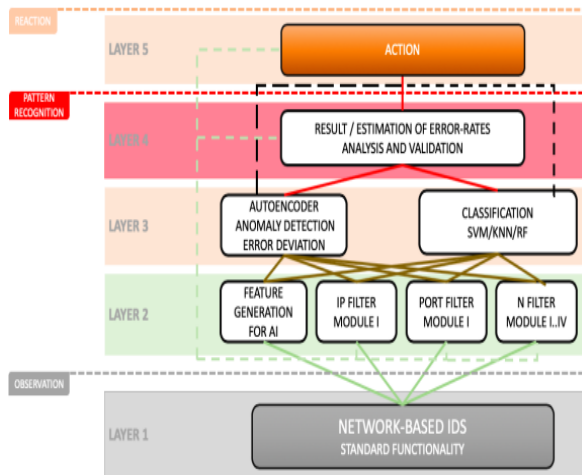 REACTION
LAYER 5
ACTION
PATTERN
RECOGNITION
LAYER 4
RESULT / ESTIMATION OF ERROR-RATES
ANALYSIS AND VALIDATION
LAYER 3
AUTOENCODER
ANOMALY DETECTION
ERROR DEVIATION
CLASSIFICATION
SVM/KNN/RF
LAYER 2
FEATURE
GENERATION
FOR AI
IP FILTER
MODULE I
PORT FILTER
MODULE I
N FILTER
MODULE I..IV
OBSERVATION
LAYER 1
NETWORK-BASED IDS
STANDARD FUNCTIONALITY